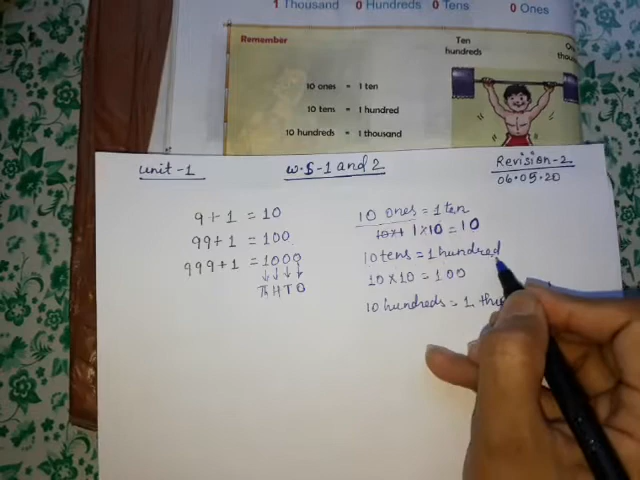 1 Thousand 0 Hundreds 0 Tens 0 Ones
Remember
Ten
hundreds
10 ones = 1 ten
10 tens = 1 hundred
10 hundreds = 1 thousand
Unit-1
W.S-1 and 2
Revision-2
06.05.20
9+1 = 10
99+1 = 100
999+1 = 1000
Th H T O
10 ones = 1 ten
1×10 = 10
10 tens = 1 hundred
10×10 = 100
10 hundreds = 1